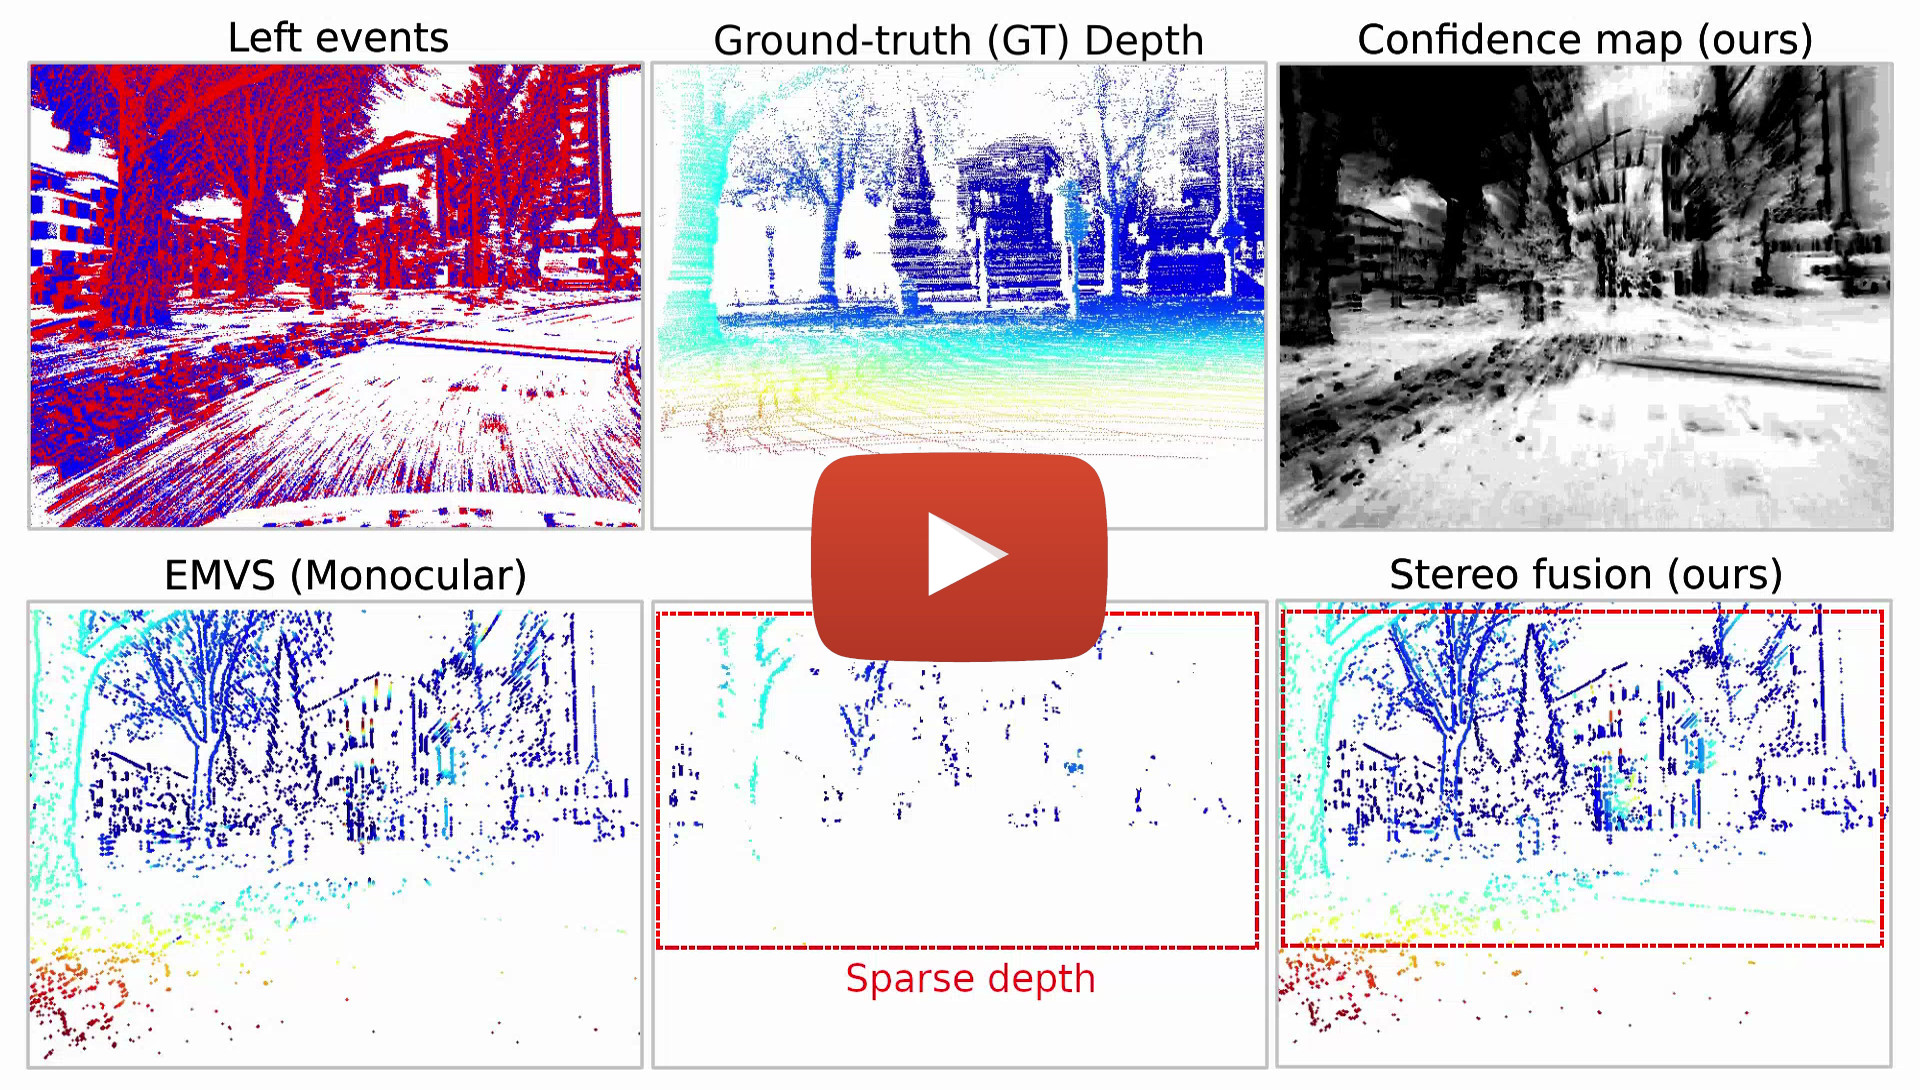 Left events
Ground-truth (GT) Depth
Confidence map (ours)
EMVS (Monocular)
Stereo fusion (ours)
Sparse depth